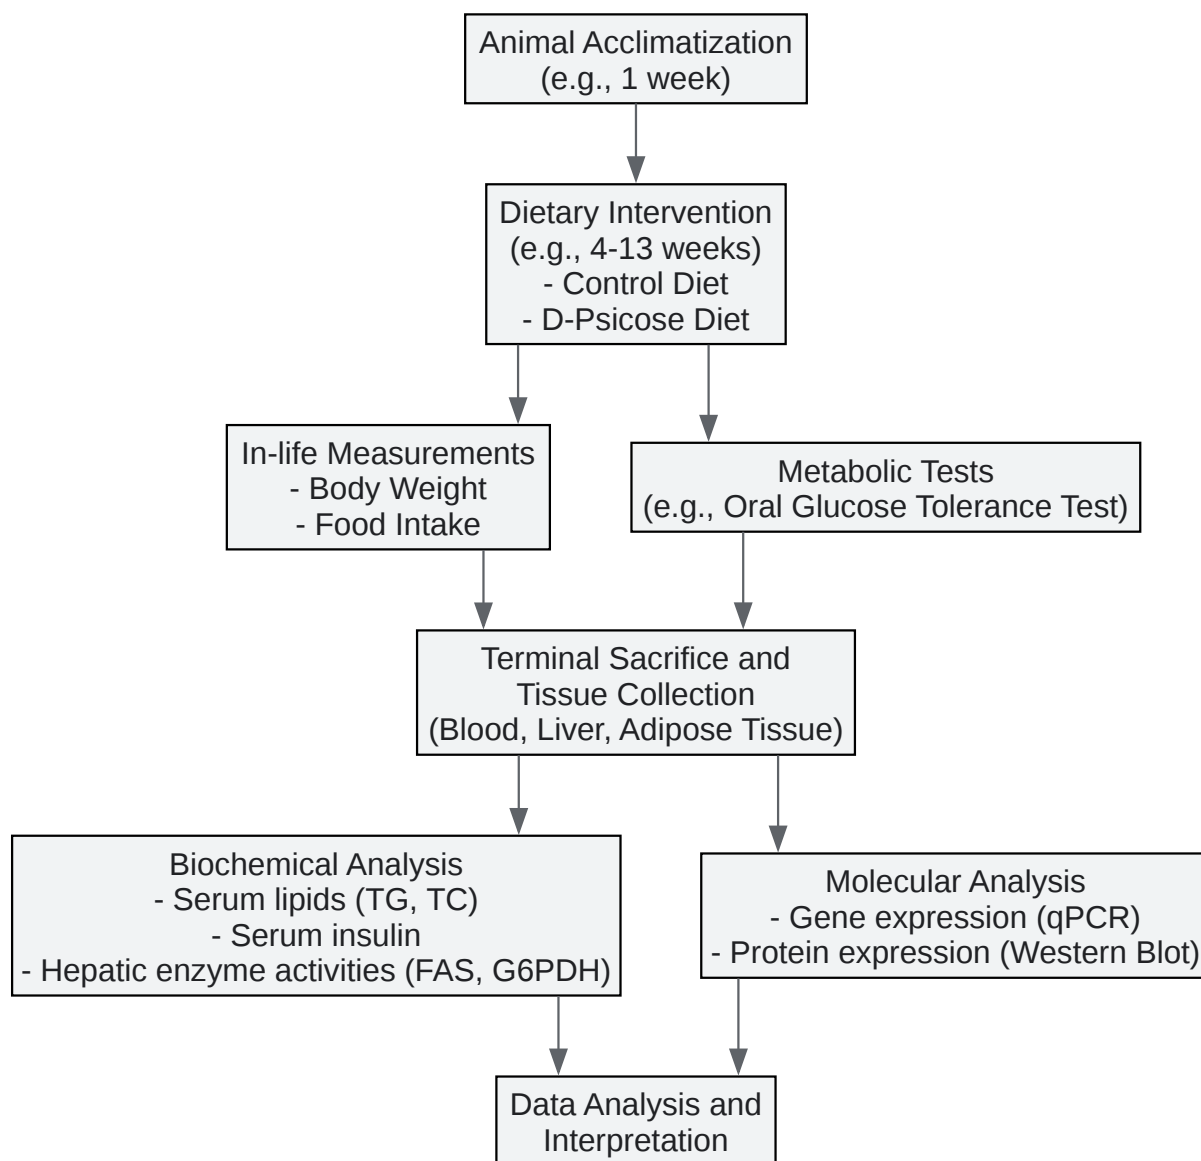 Animal Acclimatization
(e.g., 1 week)
Dietary Intervention
(e.g., 4-13 weeks)
- Control Diet
- D-Psicose Diet
In-life Measurements
- Body Weight
- Food Intake
Metabolic Tests
(e.g., Oral Glucose Tolerance Test)
Terminal Sacrifice and
Tissue Collection
(Blood, Liver, Adipose Tissue)
Biochemical Analysis
- Serum lipids (TG, TC)
- Serum insulin
- Hepatic enzyme activities (FAS, G6PDH)
Molecular Analysis
- Gene expression (qPCR)
- Protein expression (Western Blot)
Data Analysis and
Interpretation